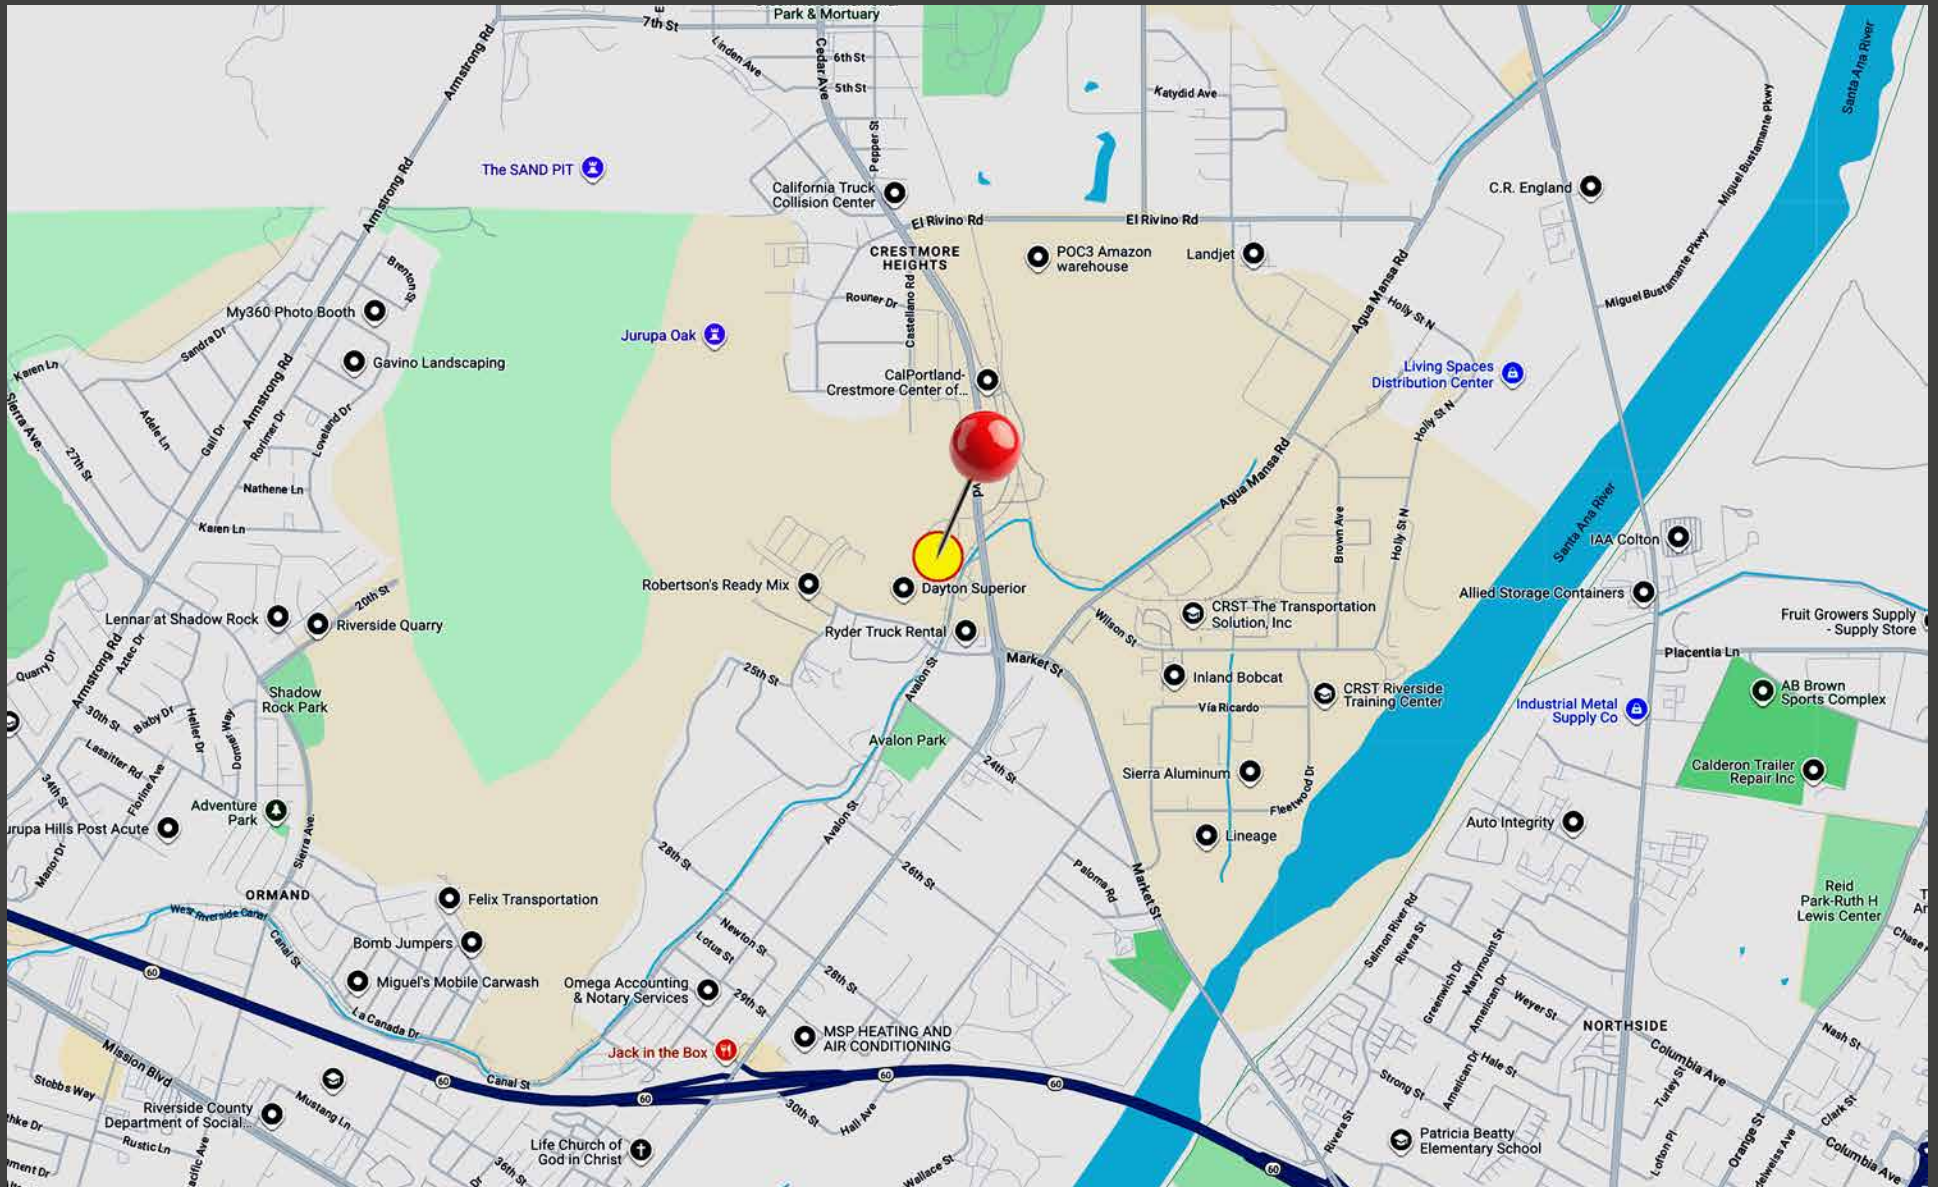 Park & Mortuary
7th St
Linden Ave
Cedar Ave
6th St
5th St
Pepper St
Katydid Ave
Armstrong Rd
Santa Ana River
Miguel Bustamante Pkwy
The SAND PIT
California Truck
Collision Center
C.R. England
Armstrong Rd
El Rivino Rd
El Rivino Rd
CRESTMORE
HEIGHTS
POC3 Amazon
warehouse
Landjet
Agua Mansa Rd
Miguel Bustamante Pkwy
Brenton St
Rouner Dr
Castellano Rd
Holly St N
My360 Photo Booth
Sandra Dr
Jurupa Oak
Gavino Landscaping
Karen Ln
Armstrong Rd
CalPortland-
Crestmore Center of...
Living Spaces
Distribution Center
Sierra Ave.
Adele Ln
Gail Dr
Rorimer Dr
Loveland Dr
Holly St N
27th St
Nathene Ln
Agua Mansa Rd
Karen Ln
Brown Ave
Holly St N
Santa Ana River
IAA Colton
Robertson's Ready Mix
Dayton Superior
Allied Storage Containers
20th St
Lennar at Shadow Rock
Riverside Quarry
CRST The Transportation
Solution, Inc
Fruit Growers Supply
- Supply Store
Wilson St
Ryder Truck Rental
Market St
Placentia Ln
Quarry Dr
Armstrong Rd
Aztec Dr
25th St
Avalon St
Inland Bobcat
CRST Riverside
Training Center
AB Brown
Sports Complex
Shadow
Rock Park
Vía Ricardo
Industrial Metal
Supply Co
30th St
Bixby Dr
Heller Dr
Dormer Way
Avalon Park
24th St
Lassiter Rd
Florine Ave
34th St
Sierra Aluminum
Fleetwood Dr
Calderon Trailer
Repair Inc
Adventure
Park
Avalon St
urupa Hills Post Acute
Auto Integrity
Lineage
Manor Dr
Sierra Ave.
28th St
26th St
Paloma Rd
Market St
ORMAND
Felix Transportation
Reid
Park-Ruth H
Lewis Center
West Riverside Canal
Canal St
Newton St
Lotus St
Salmon River Rd
Rivera St
Chase
Bomb Jumpers
Marymount St
Greenwich Dr
American Dr
60
Miguel's Mobile Carwash
Omega Accounting
& Notary Services
28th St
29th St
Weyer St
NORTHSIDE
La Canada Dr
MSP HEATING AND
AIR CONDITIONING
Nash St
Jack in the Box
Columbia Ave
Mission Blvd
Stobbs Way
60
Canal St
60
60
60
Strong St
American Dr
Hale St
Turley St
Riverside County
Department of Social...
Mustang Ln
30th St
Hall Ave
Clark St
Rustic Ln
Life Church of
God in Christ
Rivera St
Patricia Beatty
Elementary School
Orange St
Lofton Pl
Columbia Ave
36th St
Wallace St
60